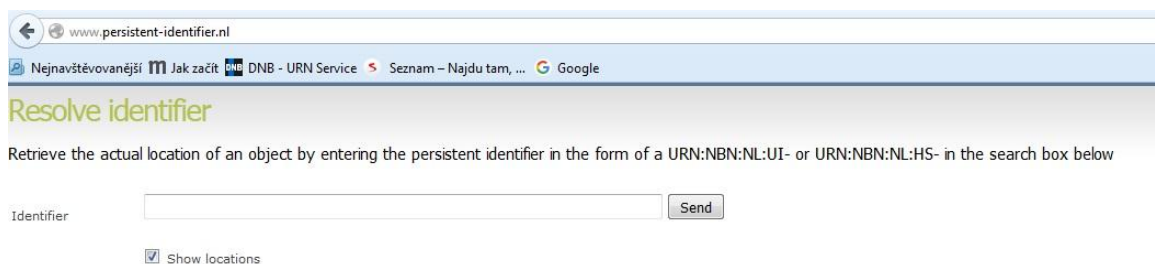 www.persistent-identifier.nl
Nejnavštěvovanější m Jak začít DNB DNB - URN Service S Seznam – Najdu tam, ... G Google
Resolve identifier
Retrieve the actual location of an object by entering the persistent identifier in the form of a URN:NBN:NL:UI- or URN:NBN:NL:HS- in the search box below
Identifier Send
Show locations